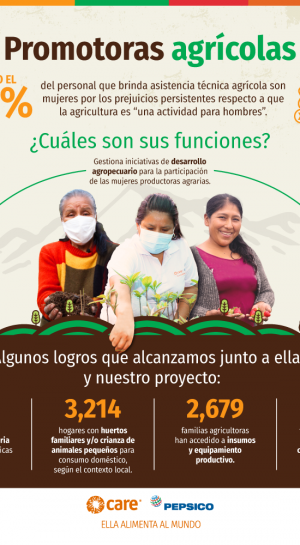 Promotoras agrícolas
O EL
%
del personal que brinda asistencia técnica agrícola son
mujeres por los prejuicios persistentes respecto a que
la agricultura es “una actividad para hombres”.
¿Cuáles son sus funciones?
Gestiona iniciativas de desarrollo
agropecuario para la participación
de las mujeres productoras agrarias.
Algunos logros que alcanzamos junto a ella
y nuestro proyecto:
3,214
hogares con huertos
familiares y/o crianza de
animales pequeños para
consumo doméstico,
según el contexto local.
2,679
familias agricultoras
han accedido a insumos
y equipamiento
productivo.
care
PEPSICO
ELLA ALIMENTA AL MUNDO